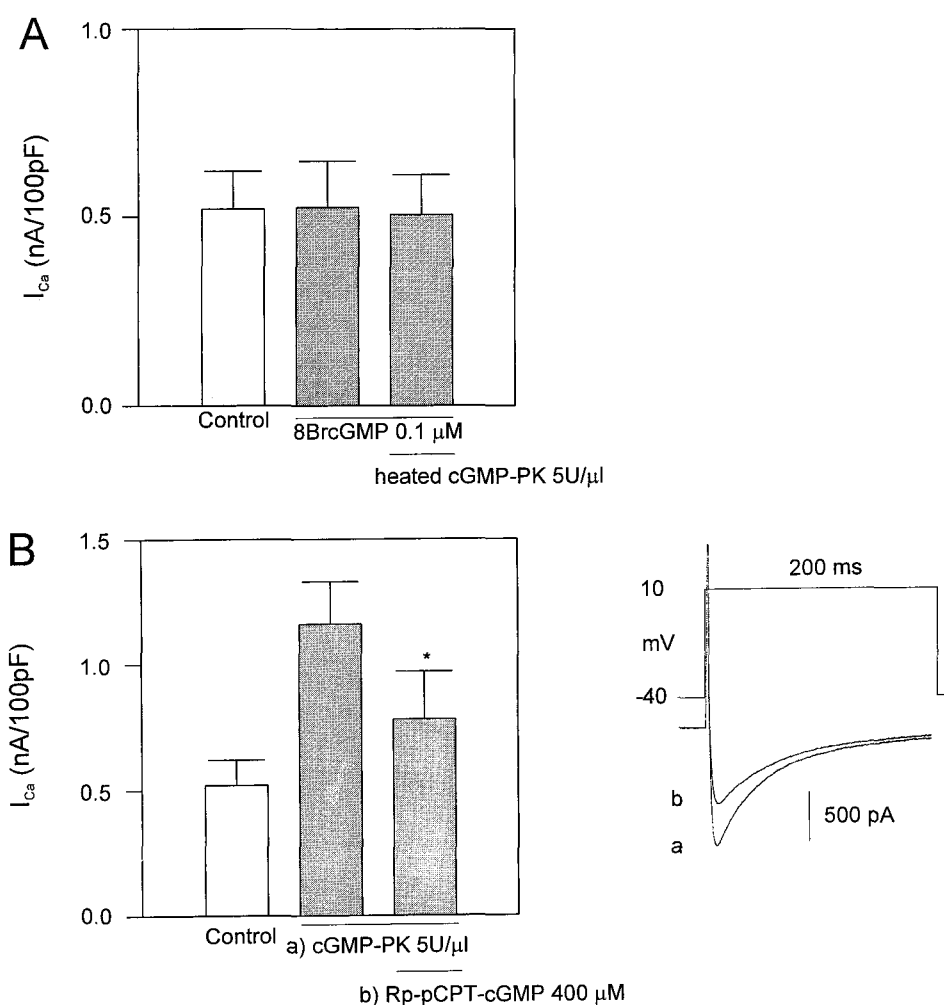 A
1.0
0.5
0.0
I_Ca (nA/100pF)
Control
8BrcGMP 0.1 µM
heated cGMP-PK 5U/µl
B
1.5
1.0
0.5
0.0
I_Ca (nA/100pF)
*
Control
a) cGMP-PK 5U/µl
b) Rp-pCPT-cGMP 400 µM
200 ms
10
mV
-40
b
a
500 pA